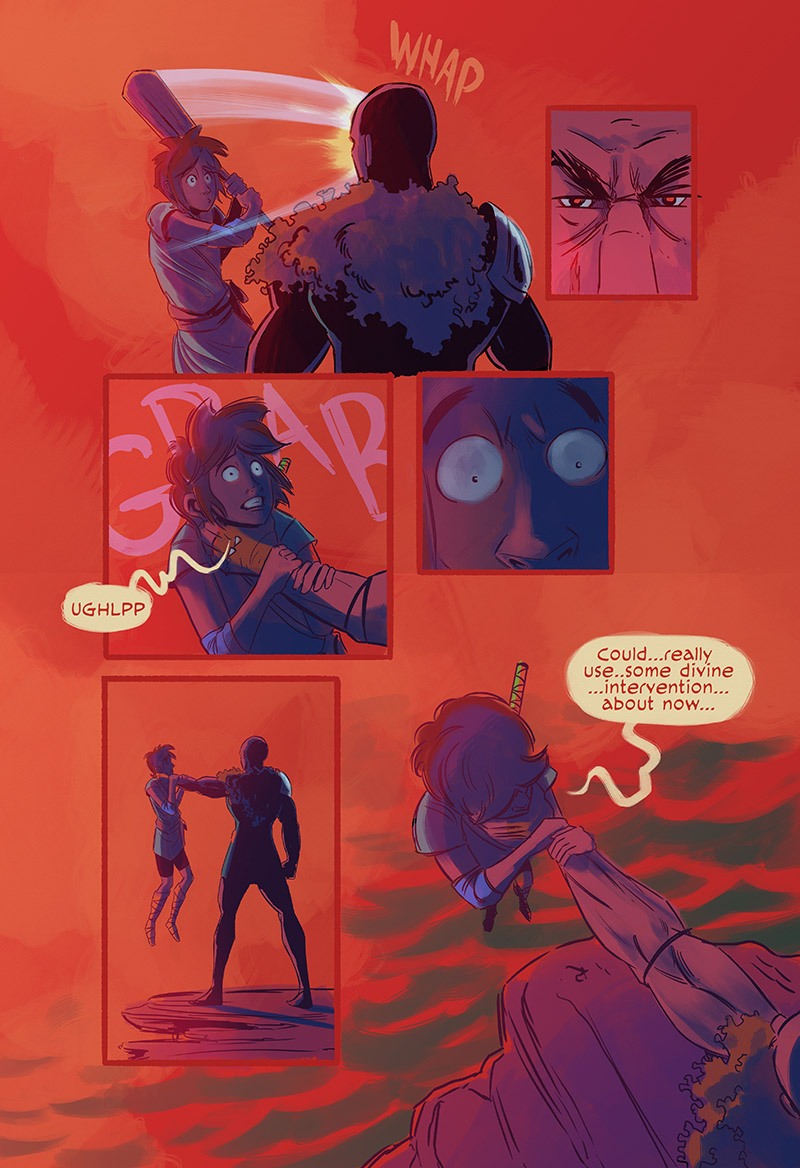 WHAP
GRAB
UGHLPP
Could...really
use..some divine
...intervention...
about now...